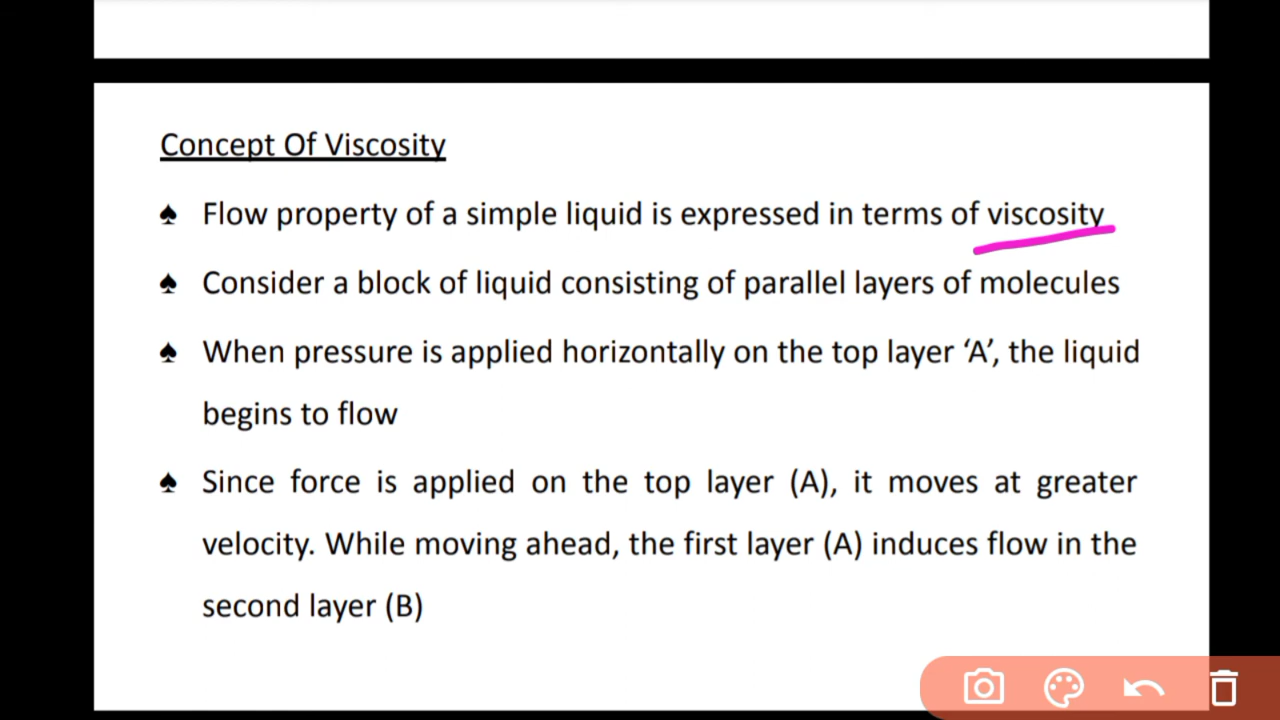 Concept Of Viscosity
♠ Flow property of a simple liquid is expressed in terms of viscosity
♠ Consider a block of liquid consisting of parallel layers of molecules
♠ When pressure is applied horizontally on the top layer ‘A’, the liquid
begins to flow
♠ Since force is applied on the top layer (A), it moves at greater
velocity. While moving ahead, the first layer (A) induces flow in the
second layer (B)